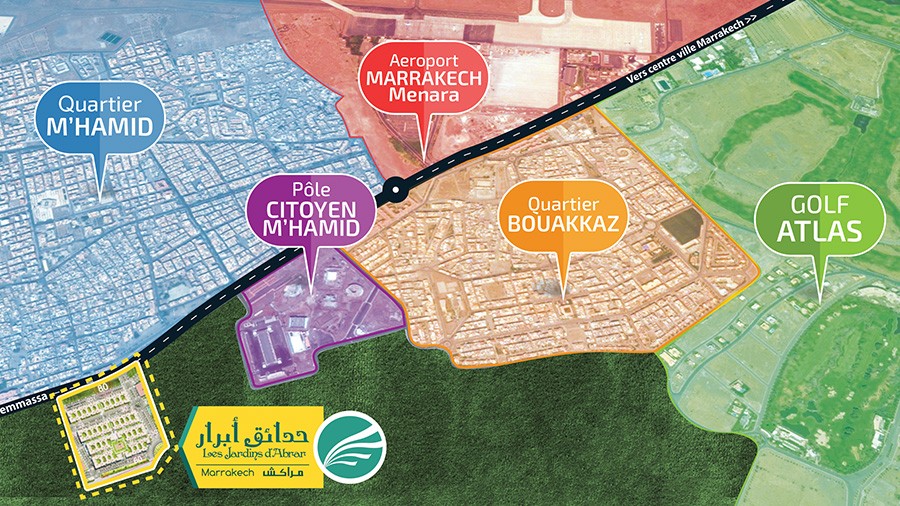 Aeroport
MARRAKECH
Menara
Vers centre ville Marrakech >>
Quartier
M'HAMID
Pôle
CITOYEN
M'HAMID
Quartier
BOUAKKAZ
GOLF
ATLAS
emmassa
80
60
حدائق أبرار
Les Jardins d'Abrar
Marrakech مراكش